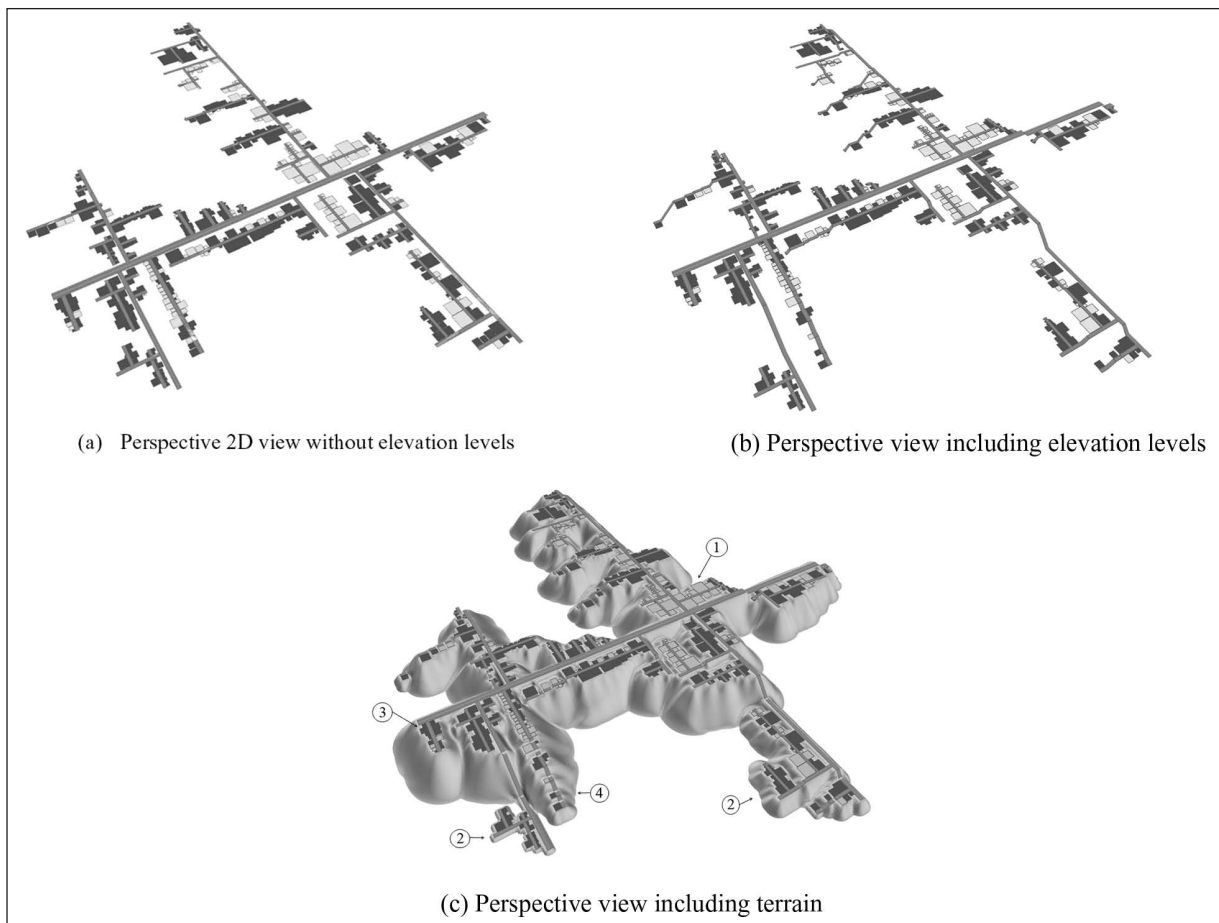 (a) Perspective 2D view without elevation levels
(b) Perspective view including elevation levels
1
3
4
2
2
(c) Perspective view including terrain